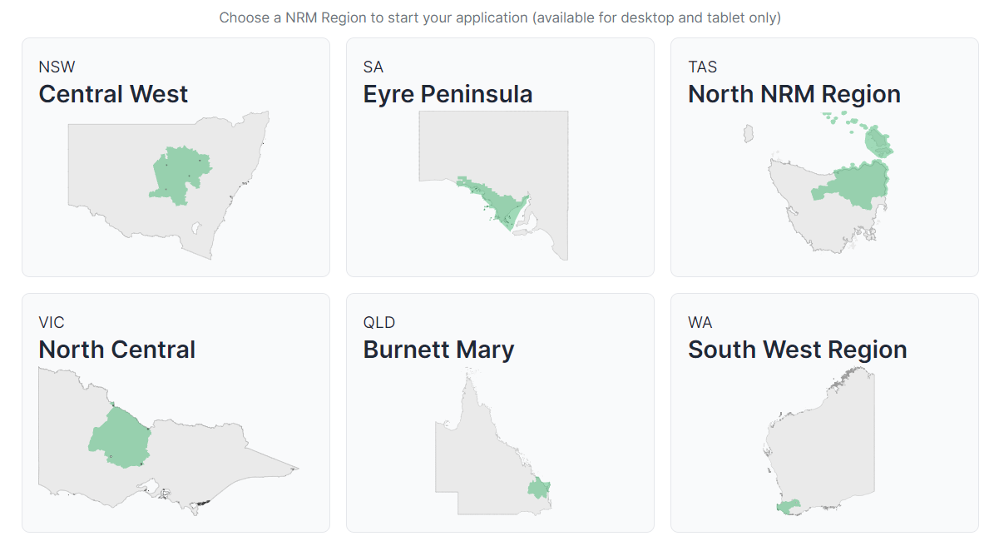 Choose a NRM Region to start your application (available for desktop and tablet only)
NSW
Central West
SA
Eyre Peninsula
TAS
North NRM Region
VIC
North Central
QLD
Burnett Mary
WA
South West Region